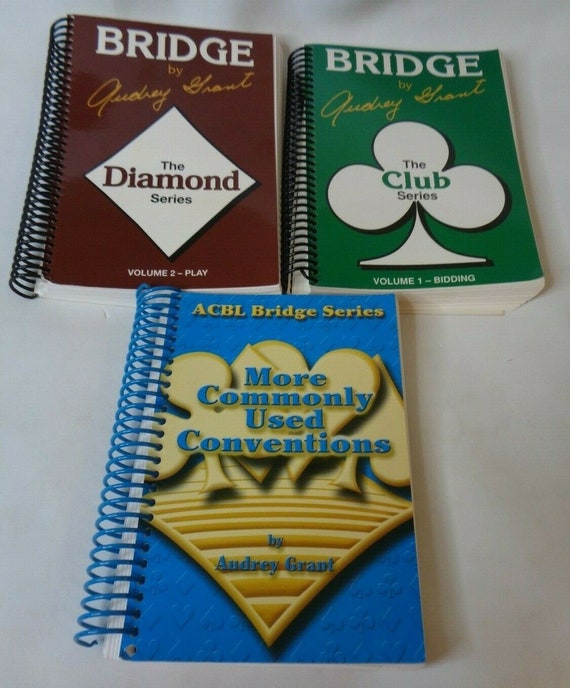 BRIDGE
by
Audrey Grant
The
Diamond
Series
VOLUME 2 – PLAY
BRIDGE
by
Audrey Grant
The
Club
Series
VOLUME 1 – BIDDING
ACBL Bridge Series
More
Commonly
Used
Conventions
by
Audrey Grant